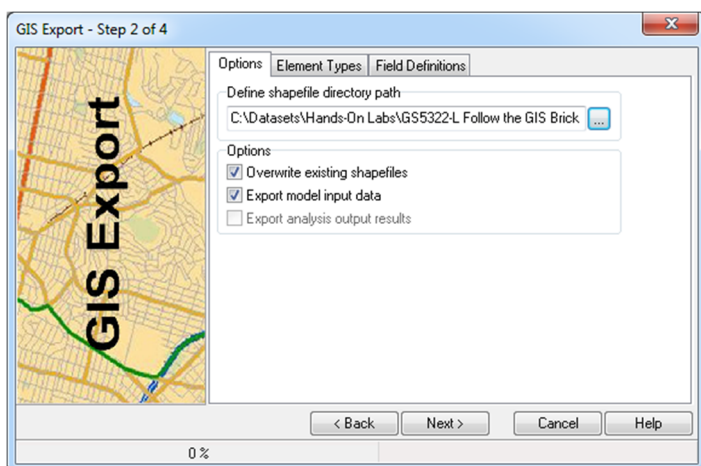 GIS Export - Step 2 of 4
GIS Export
Options
Element Types
Field Definitions
Define shapefile directory path
C:\Datasets\Hands-On Labs\GS5322-L Follow the GIS Brick
...
Options
Overwrite existing shapefiles
Export model input data
Export analysis output results
< Back
Next >
Cancel
Help
0 %